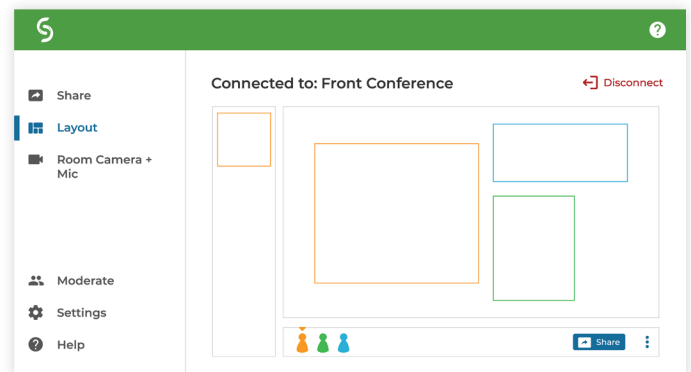 Connected to: Front Conference
Disconnect
Share
Layout
Room Camera +
Mic
Moderate
Settings
Help
Share